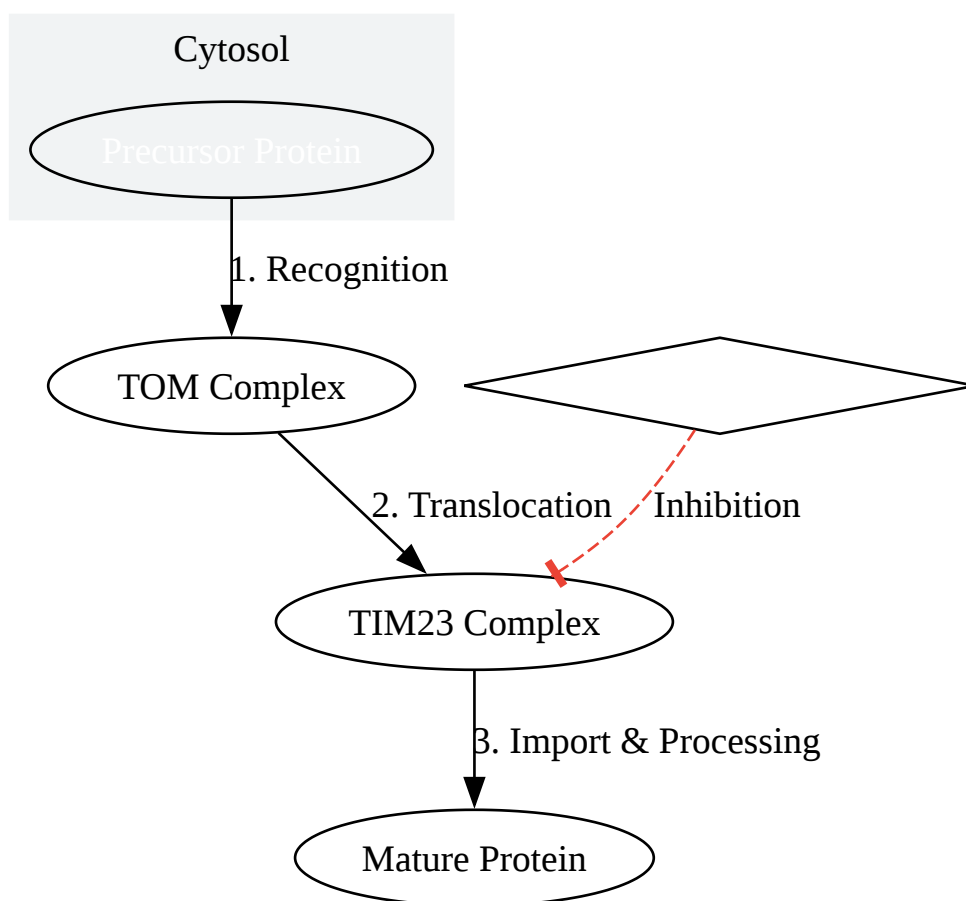 Cytosol
Precursor Protein
1. Recognition
TOM Complex
2. Translocation
Inhibition
TIM23 Complex
3. Import & Processing
Mature Protein